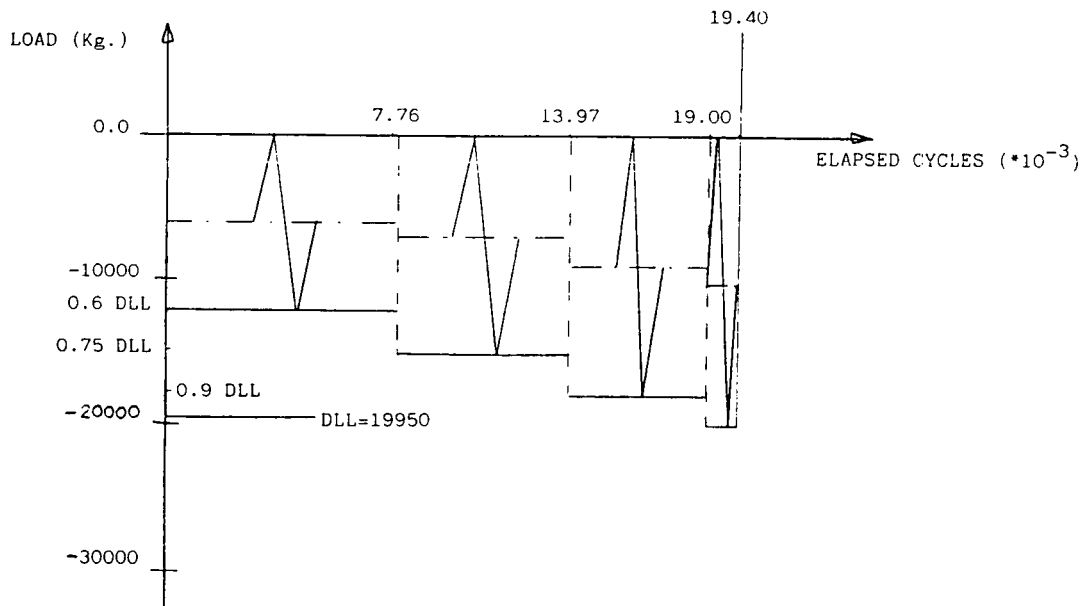 19.40
LOAD (Kg.)
7.76
13.97
19.00
0.0
ELAPSED CYCLES (*10⁻³)
-10000
0.6 DLL
0.75 DLL
0.9 DLL
-20000
DLL=19950
-30000